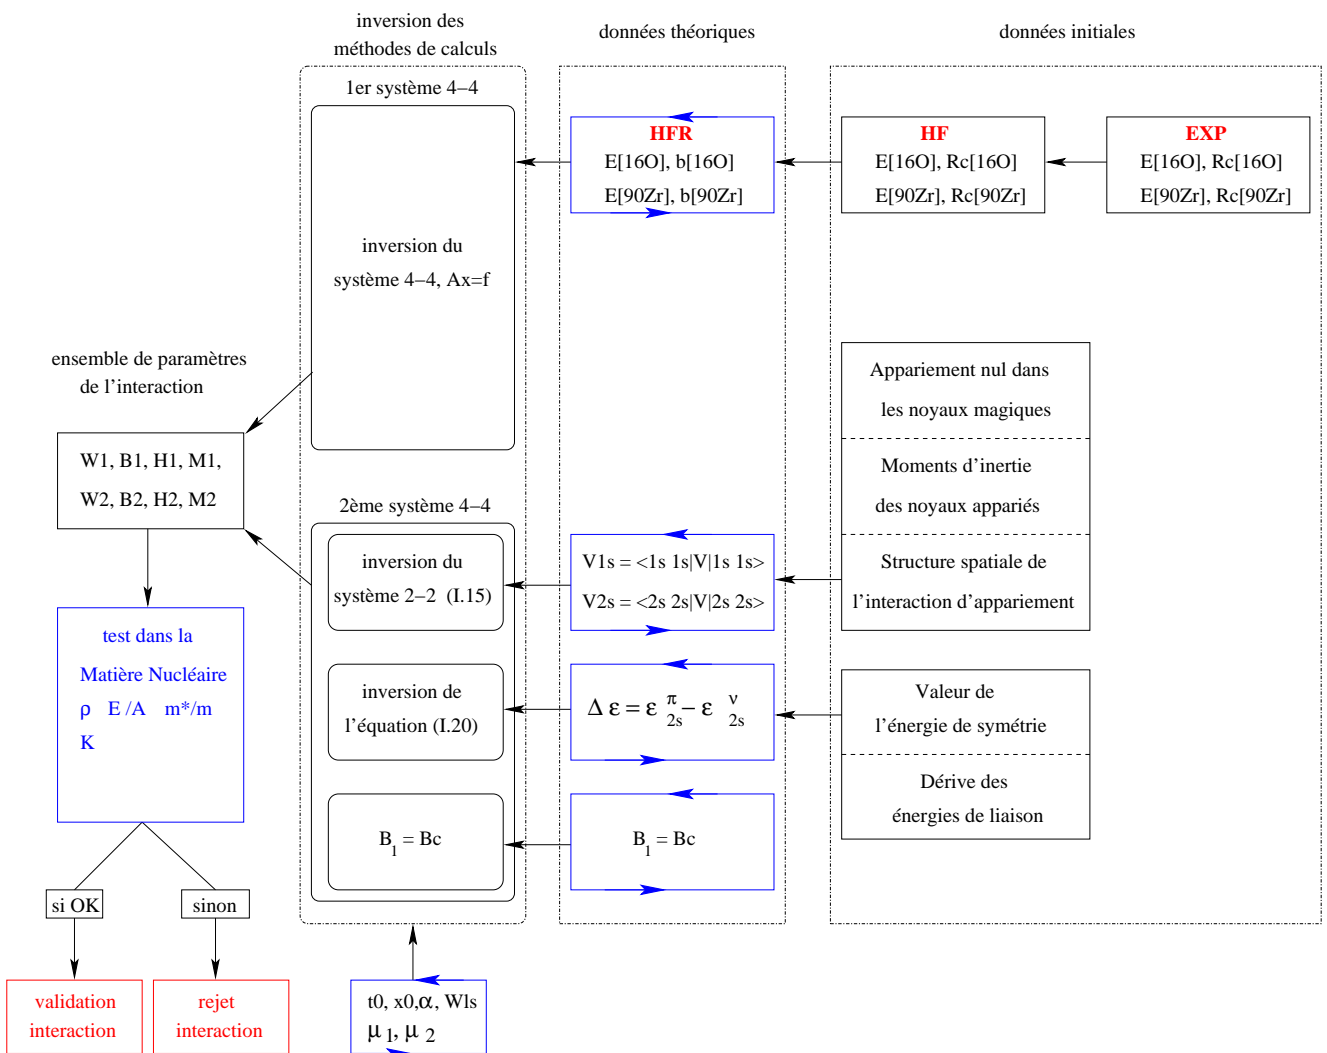 inversion des
méthodes de calculs
données théoriques
données initiales
1er système 4−4
inversion du
système 4−4, Ax=f
HFR
E[16O], b[16O]
E[90Zr], b[90Zr]
HF
E[16O], Rc[16O]
E[90Zr], Rc[90Zr]
EXP
E[16O], Rc[16O]
E[90Zr], Rc[90Zr]
ensemble de paramètres
de l'interaction
W1, B1, H1, M1,
W2, B2, H2, M2
Appariement nul dans
les noyaux magiques
Moments d'inertie
des noyaux appariés
Structure spatiale de
l'interaction d'appariement
2ème système 4−4
inversion du
système 2−2 (I.15)
V1s = <1s 1s|V|1s 1s>
V2s = <2s 2s|V|2s 2s>
inversion de
l'équation (I.20)
Δ ε = ε π 2s − ε ν 2s
Valeur de
l'énergie de symétrie
Dérive des
énergies de liaison
B1 = Bc
B1 = Bc
test dans la
Matière Nucléaire
ρ E /A m*/m
K
si OK
sinon
validation
interaction
rejet
interaction
t0, x0,α, Wls
μ 1, μ 2